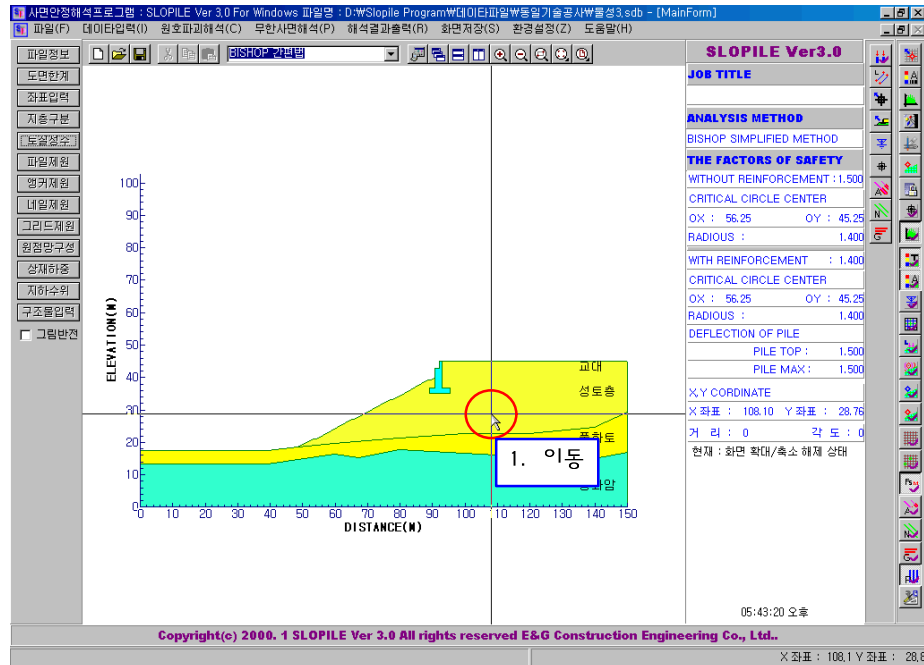 사면안정해석프로그램 : SLOPILE Ver 3.0 For Windows 파일명 : D:₩Slopile Program₩데이타파일₩동일기술공사₩틀성3.sdb - [MainForm]
파일(F) 데이타입력(I) 원호파괴해석(C) 무한사면해석(P) 해석결과출력(R) 화면저장(S) 환경설정(Z) 도움말(H)
파일정보
도면한계
좌표입력
지층구분
토질성수
파일제원
앵커제원
네일제원
그리드제원
원점망구성
상재하중
지하수위
구조물입력
그림반전
BISHOP 간편법
ELEVATION(M)
100
90
80
70
60
50
40
30
20
10
0
0 10 20 30 40 50 60 70 80 90 100 110 120 130 140 150
DISTANCE(M)
교대
성토층
1. 이동
SLOPILE Ver3.0
JOB TITLE
ANALYSIS METHOD
BISHOP SIMPLIFIED METHOD
THE FACTORS OF SAFETY
WITHOUT REINFORCEMENT : 1.500
CRITICAL CIRCLE CENTER
OX : 56.25 OY : 45.25
RADIOUS : 1.400
WITH REINFORCEMENT : 1.400
CRITICAL CIRCLE CENTER
OX : 56.25 OY : 45.25
RADIOUS : 1.400
DEFLECTION OF PILE
PILE TOP : 1.500
PILE MAX : 1.500
X,Y CORDINATE
X 좌표 : 108.10 Y 좌표 : 28.76
거 리 : 0 각 도 : 0
현재 : 화면 확대/축소 해제 상태
05:43:20 오후
Copyright(c) 2000. 1 SLOPILE Ver 3.0 All rights reserved E&G Construction Engineering Co., Ltd..
X 좌표 : 108.1 Y 좌표 : 28.8